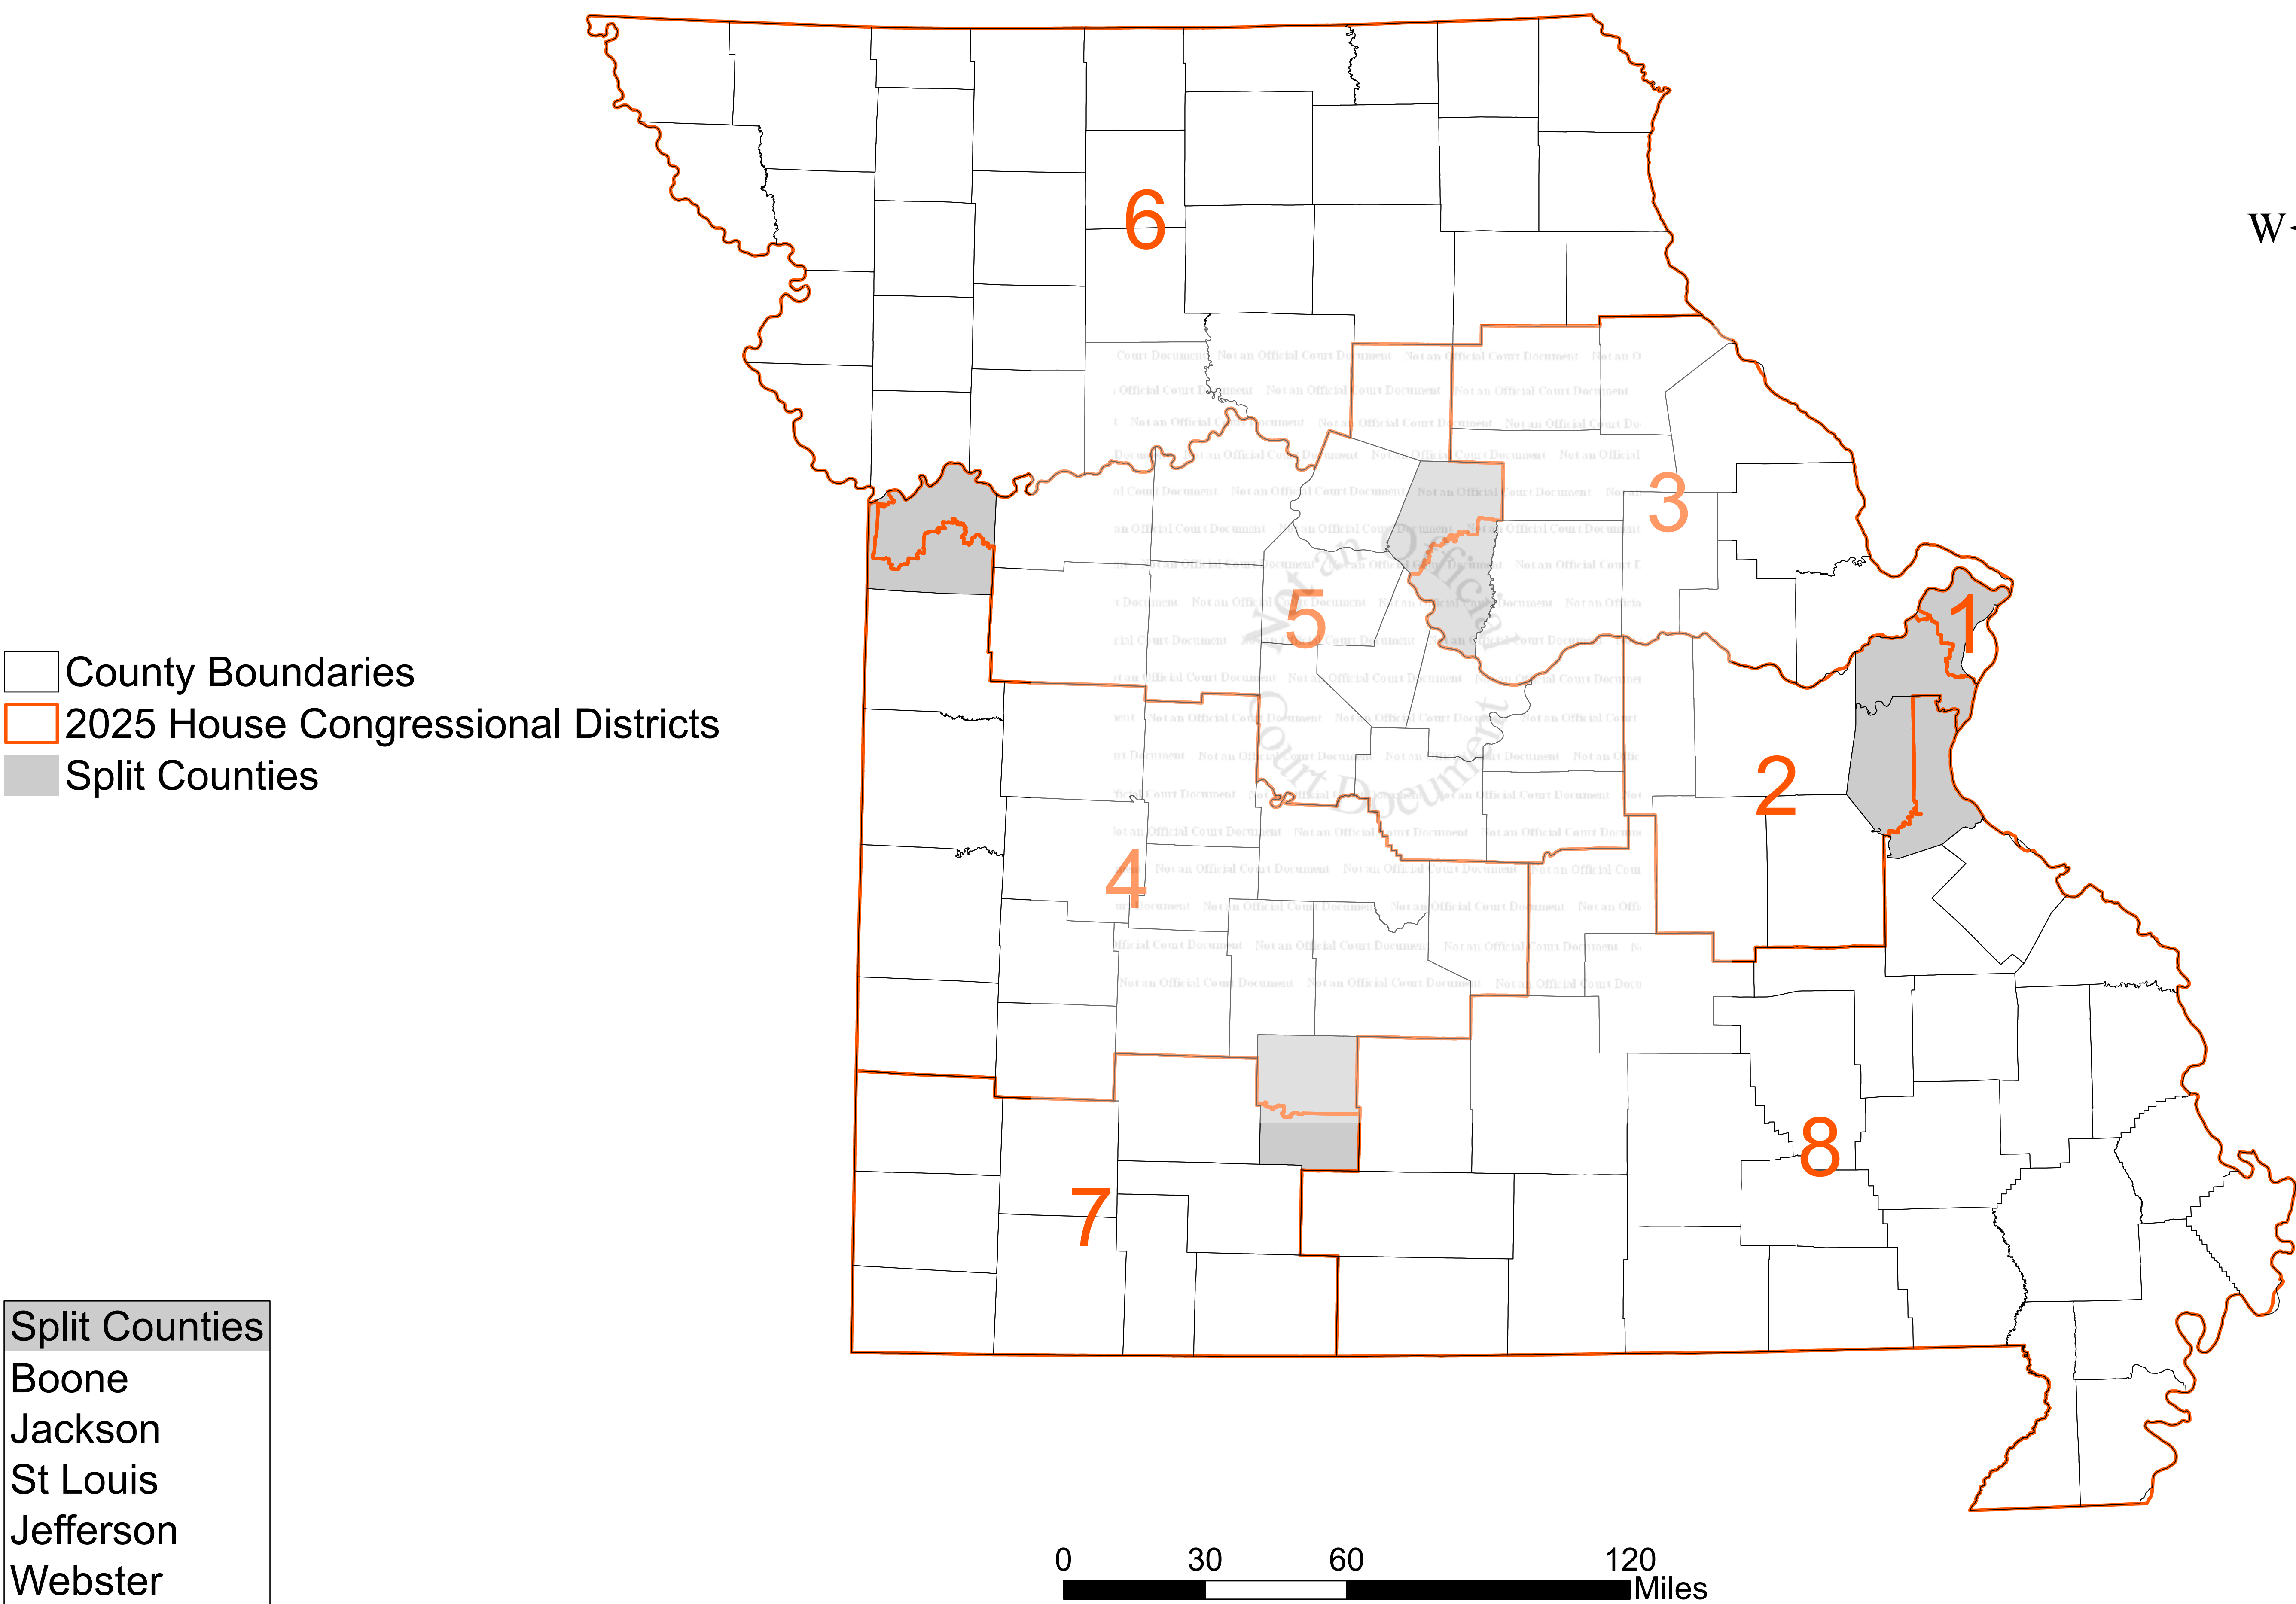 W
6
Not an Official Court Document
3
1
5
County Boundaries
2025 House Congressional Districts
Split Counties
2
4
8
7
Split Counties
Boone
Jackson
St Louis
Jefferson
Webster
0 30 60 120
Miles